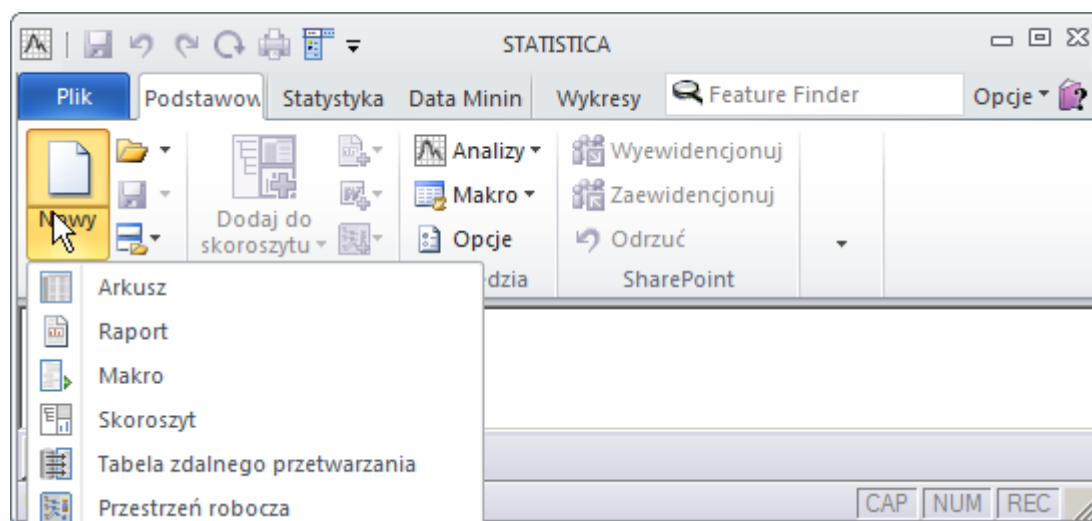 STATISTICA
Plik Podstawow Statystyka Data Minin Wykresy Feature Finder Opcje
Nowy
Dodaj do
skoroszytu
Analizy
Makro
Opcje
dzia
Wyewidencjonuj
Zaewidencjonuj
Odrzuć
SharePoint
Arkusz
Raport
Makro
Skoroszyt
Tabela zdalnego przetwarzania
Przestrzeń robocza
CAP NUM REC